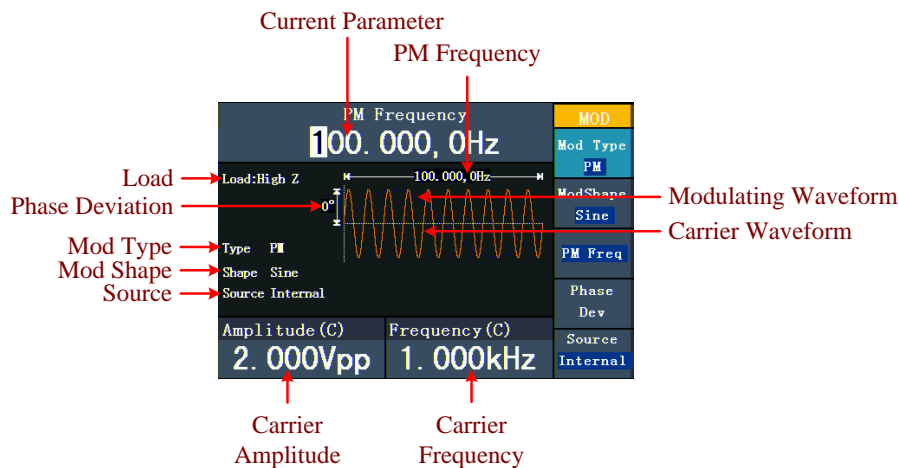 Current Parameter
PM Frequency
PM Frequency
100.000,0Hz
MOD
Mod Type
PM
ModShape
Sine
PM Freq
Phase
Dev
Source
Internal
Load
Load:High Z
100.000,0Hz
Phase Deviation
0°
Modulating Waveform
Carrier Waveform
Mod Type
Type PM
Mod Shape
Shape Sine
Source
Source Internal
Amplitude(C)
2.000Vpp
Frequency(C)
1.000kHz
Carrier
Amplitude
Carrier
Frequency